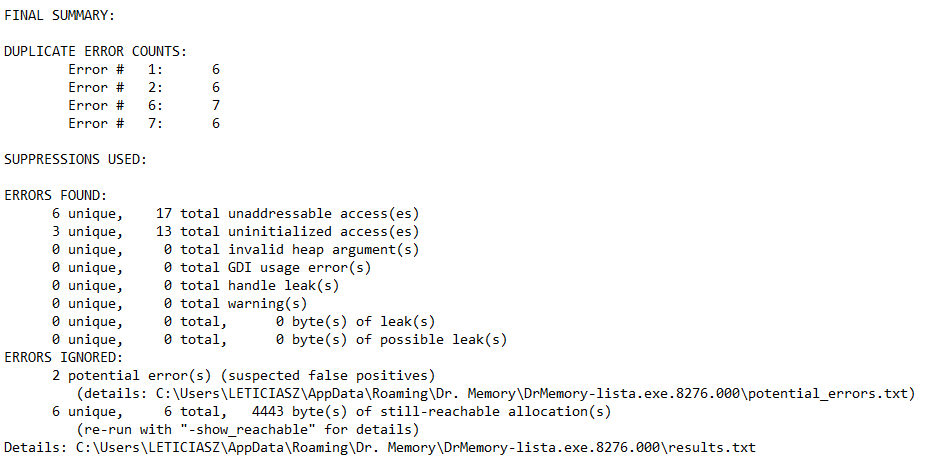 FINAL SUMMARY:

DUPLICATE ERROR COUNTS:
        Error #   1:      6
        Error #   2:      6
        Error #   6:      7
        Error #   7:      6

SUPPRESSIONS USED:

ERRORS FOUND:
      6 unique,    17 total unaddressable access(es)
      3 unique,    13 total uninitialized access(es)
      0 unique,     0 total invalid heap argument(s)
      0 unique,     0 total GDI usage error(s)
      0 unique,     0 total handle leak(s)
      0 unique,     0 total warning(s)
      0 unique,     0 total,      0 byte(s) of leak(s)
      0 unique,     0 total,      0 byte(s) of possible leak(s)
ERRORS IGNORED:
      2 potential error(s) (suspected false positives)
         (details: C:\Users\LETICIASZ\AppData\Roaming\Dr. Memory\DrMemory-lista.exe.8276.000\potential_errors.txt)
      6 unique,     6 total,   4443 byte(s) of still-reachable allocation(s)
         (re-run with "-show_reachable" for details)
Details: C:\Users\LETICIASZ\AppData\Roaming\Dr. Memory\DrMemory-lista.exe.8276.000\results.txt